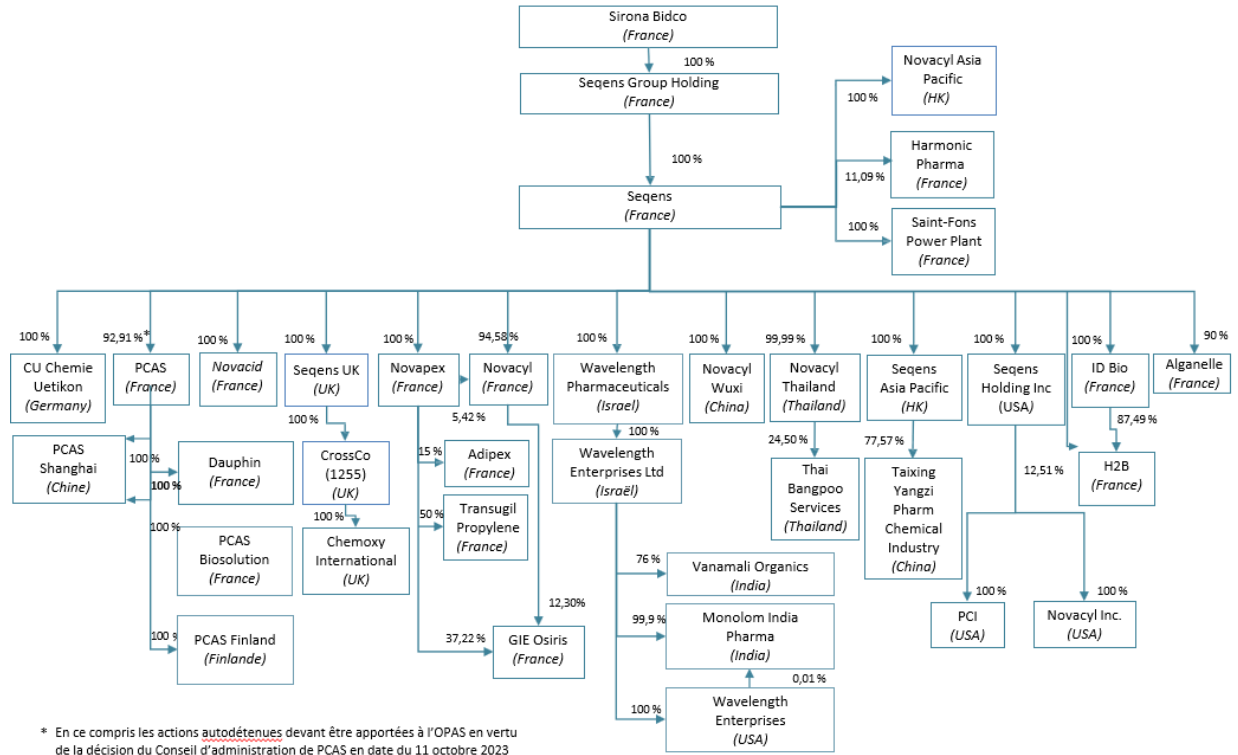 Sirona Bidco
(France)
100 %
Seqens Group Holding
(France)
100 %
Seqens
(France)
100 %
Novacyl Asia
Pacific
(HK)
11,09 %
Harmonic
Pharma
(France)
100 %
Saint-Fons
Power Plant
(France)
100 %
CU Chemie
Uetikon
(Germany)
92,91 %*
PCAS
(France)
100 %
Novacid
(France)
100 %
Seqens UK
(UK)
100 %
Novapex
(France)
94,58 %
Novacyl
(France)
5,42 %
100 %
Wavelength
Pharmaceuticals
(Israel)
100 %
Novacyl
Wuxi
(China)
99,99 %
Novacyl
Thailand
(Thailand)
100 %
Seqens
Asia Pacific
(HK)
100 %
Seqens
Holding Inc
(USA)
100 %
ID Bio
(France)
90 %
Alganelle
(France)
PCAS
Shanghai
(Chine)
100 %
100 %
Dauphin
(France)
100 %
PCAS
Biosolution
(France)
100 %
PCAS Finland
(Finlande)
100 %
CrossCo
(1255)
(UK)
100 %
Chemoxy
International
(UK)
15 %
Adipex
(France)
50 %
Transugil
Propylene
(France)
37,22 %
12,30%
GIE Osiris
(France)
100 %
Wavelength
Enterprises Ltd
(Israël)
76 %
Vanamali Organics
(India)
99,9 %
Monolom India
Pharma
(India)
0,01 %
100 %
Wavelength
Enterprises
(USA)
24,50 %
Thai
Bangpoo
Services
(Thailand)
77,57 %
Taixing
Yangzi
Pharm
Chemical
Industry
(China)
12,51 %
87,49 %
H2B
(France)
100 %
PCI
(USA)
100 %
Novacyl Inc.
(USA)
* En ce compris les actions autodétenues devant être apportées à l’OPAS en vertu
de la décision du Conseil d’administration de PCAS en date du 11 octobre 2023